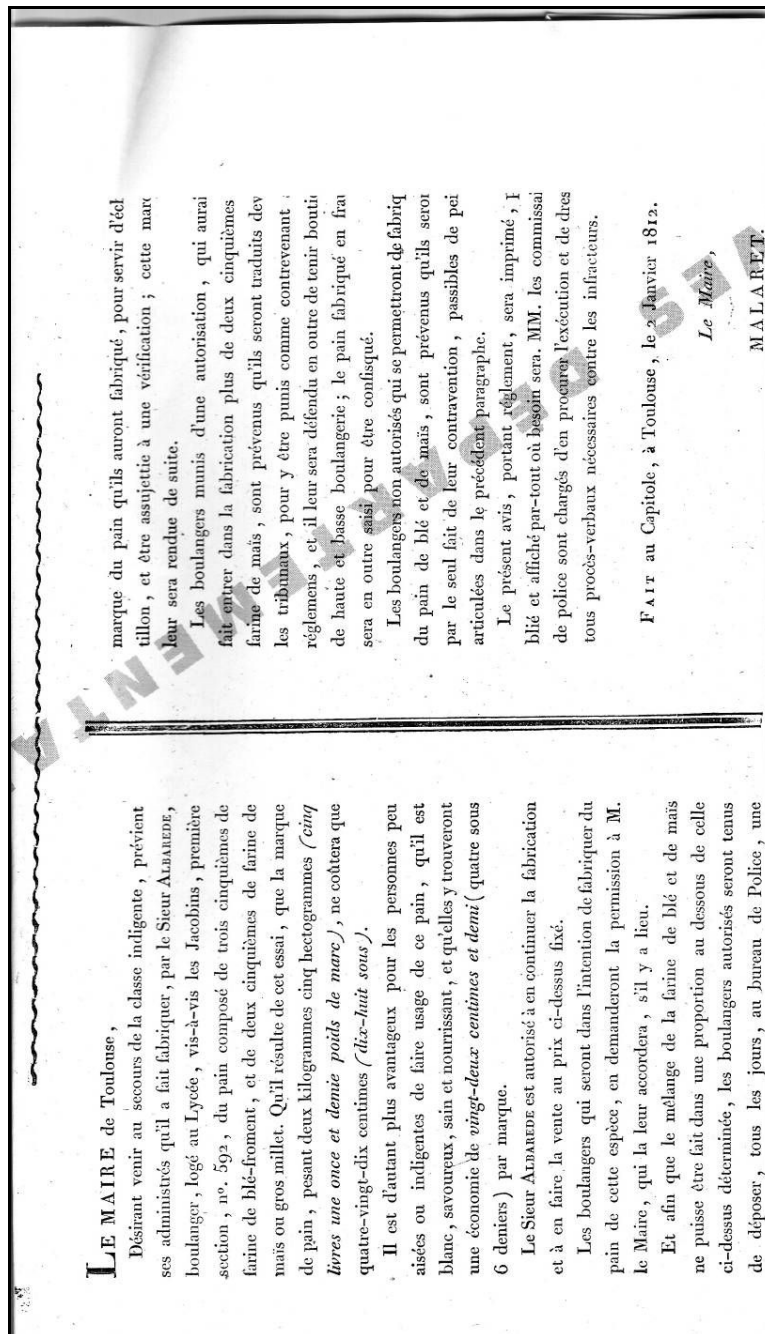 LE MAIRE de Toulouse,
Désirant venir au secours de la classe indigente, prévient
ses administrés qu'il a fait fabriquer, par le Sieur ALBAREDE,
boulanger, logé au Lycée, vis-à-vis les Jacobins, première
section, n°. 592, du pain composé de trois cinquièmes de
farine de blé-froment, et de deux cinquièmes de farine de
maïs ou gros millet. Qu'il résulte de cet essai, que la marque
de pain, pesant deux kilogrammes cinq hectogrammes (cinq
livres une once et demie poids de marc), ne coûtera que
quatre-vingt-dix centimes (dix-huit sous).
Il est d'autant plus avantageux pour les personnes peu
aisées ou indigentes de faire usage de ce pain, qu'il est
blanc, savoureux, sain et nourrissant, et qu'elles y trouveront
une économie de vingt-deux centimes et demi (quatre sous
6 deniers) par marque.
Le Sieur ALBAREDE est autorisé à en continuer la fabrication
et à en faire la vente au prix ci-dessus fixé.
Les boulangers qui seront dans l'intention de fabriquer du
pain de cette espèce, en demanderont la permission à M.
le Maire, qui la leur accordera, s'il y a lieu.
Et afin que le mélange de la farine de blé et de maïs
ne puisse être fait dans une proportion au dessous de celle
ci-dessus déterminée, les boulangers autorisés seront tenus
de déposer, tous les jours, au bureau de Police, une
marque du pain qu'ils auront fabriqué, pour servir d'écl
tillon, et être assujettie à une vérification; cette marc
leur sera rendue de suite.
Les boulangers munis d'une autorisation, qui aurai
fait entrer dans la fabrication plus de deux cinquièmes
farine de maïs, sont prévenus qu'ils seront traduits dev
les tribunaux, pour y être punis comme contrevenant
réglemens, et il leur sera défendu en outre de tenir bouti
de haute et basse boulangerie; le pain fabriqué en frau
sera en outre saisi pour être confisqué.
Les boulangers non autorisés qui se permettront de fabriq
du pain de blé et de maïs, sont prévenus qu'ils seron
par le seul fait de leur contravention, passibles de pei
articulées dans le précédent paragraphe.
Le présent avis, portant réglement, sera imprimé, p
blié et affiché par-tout où besoin sera. MM. les commissai
de police sont chargés d'en procurer l'exécution et de dres
tous procès-verbaux nécessaires contre les infracteurs.
FAIT au Capitole, à Toulouse, le 2 Janvier 1812.
Le Maire,
MALARET.
VES DEPARTEMENTA